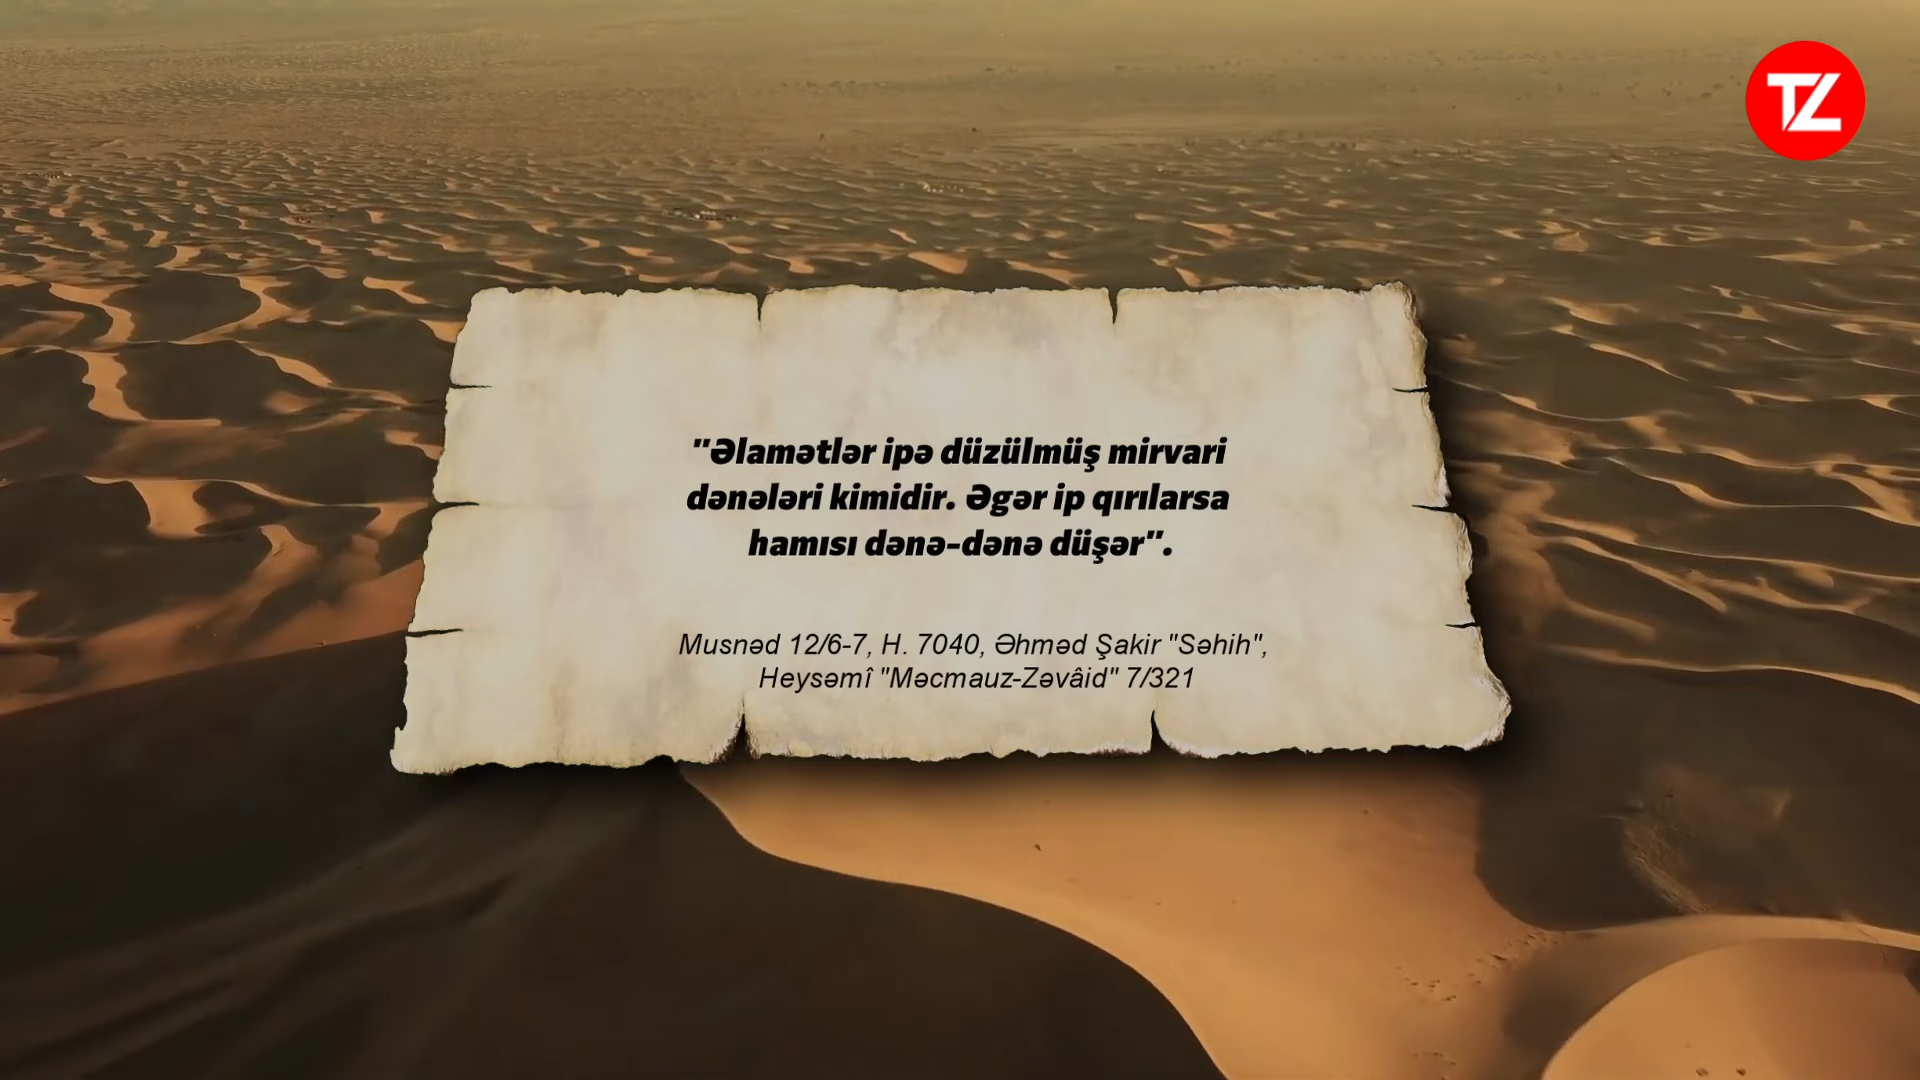 TZ
"Əlamətlər ipə düzülmüş mirvari
dənələri kimidir. Əgər ip qırılarsa
hamısı dənə-dənə düşər".
Musnəd 12/6-7, H. 7040, Əhməd Şakir "Səhih",
Heysəmî "Məcmauz-Zəvâid" 7/321